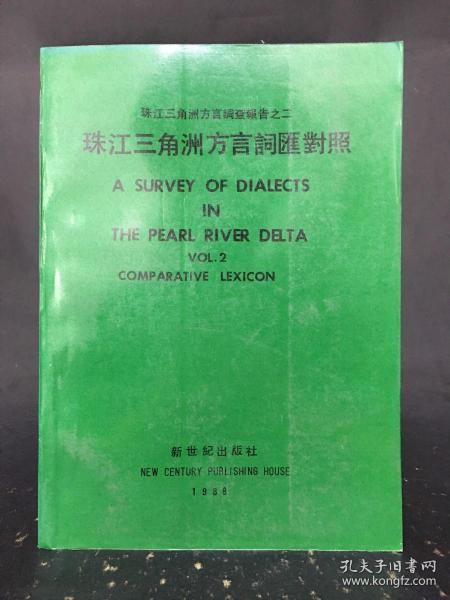 珠江三角洲方言調查報告之二
珠江三角洲方言詞匯對照
A SURVEY OF DIALECTS
IN
THE PEARL RIVER DELTA
VOL.2
COMPARATIVE LEXICON
新世紀出版社
NEW CENTURY PUBLISHING HOUSE
1988
孔夫子旧书网
www.kongfz.com